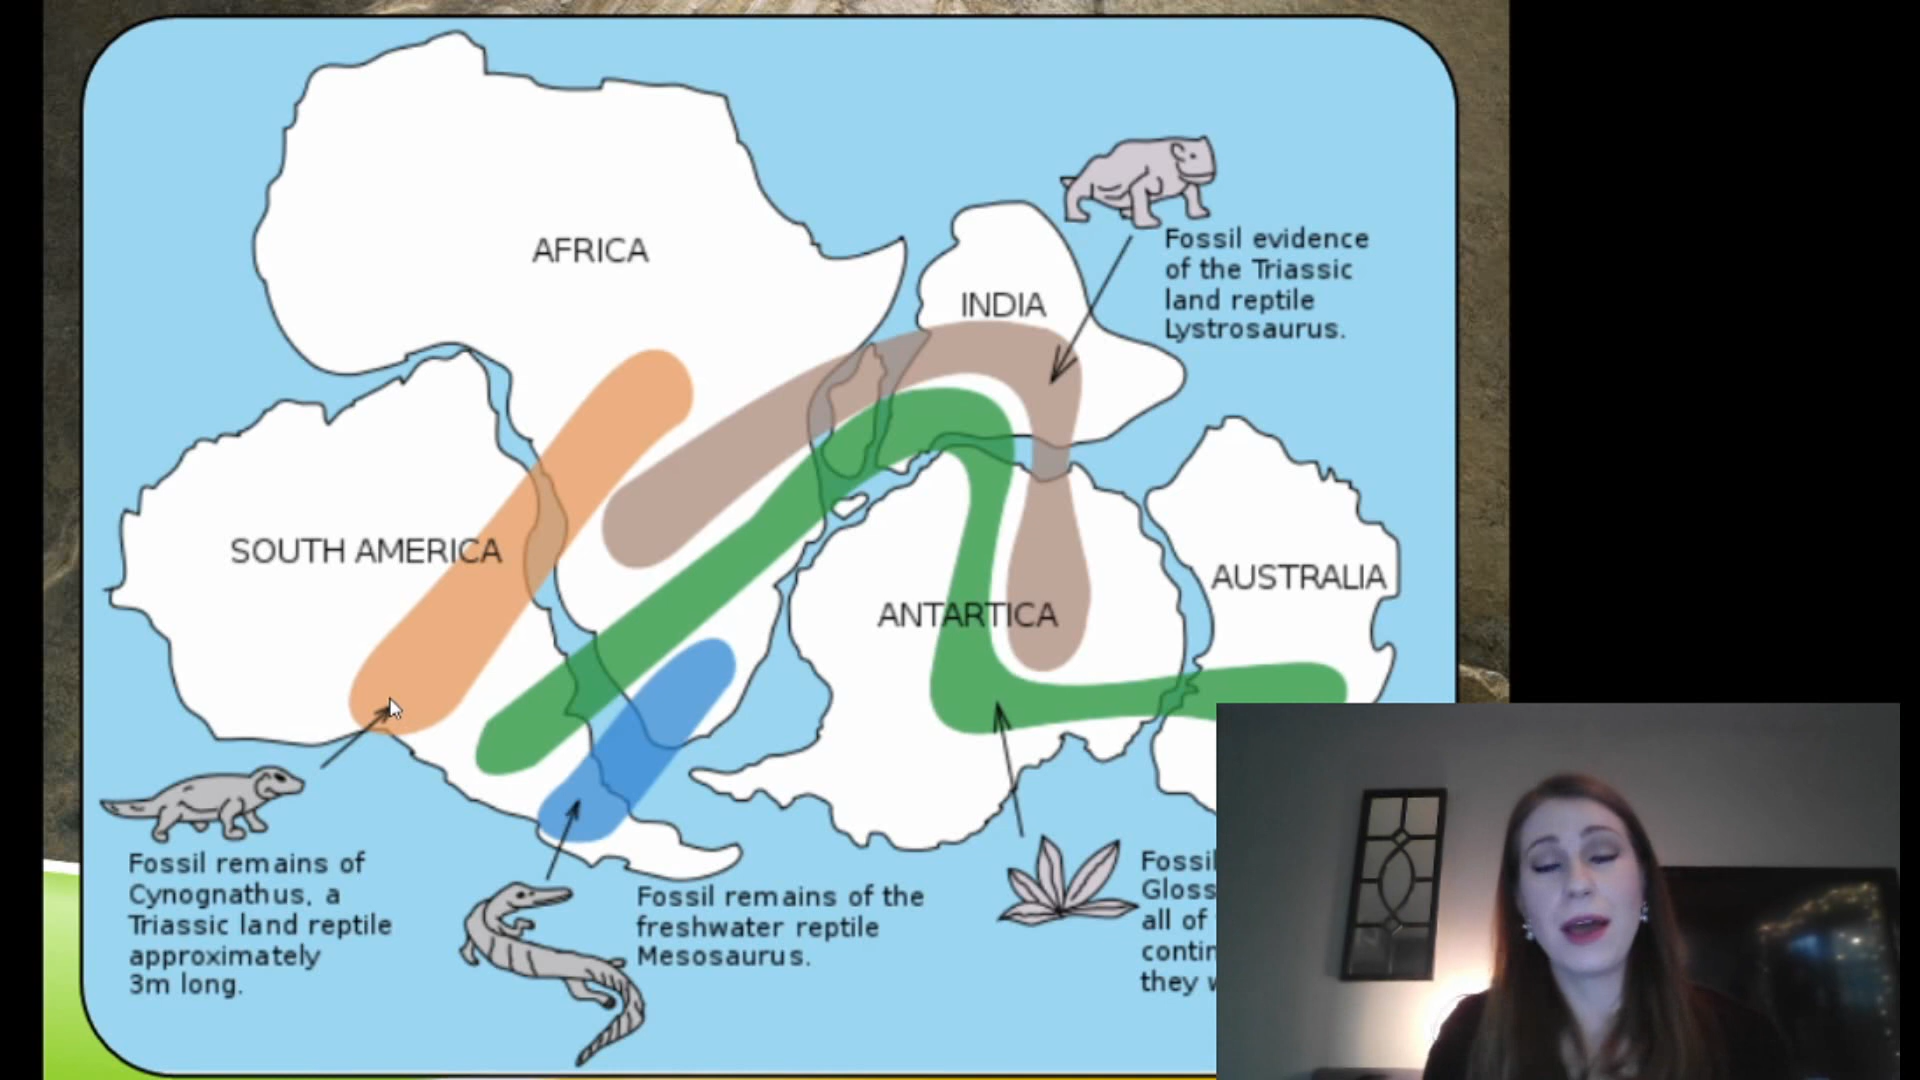 AFRICA
INDIA
Fossil evidence
of the Triassic
land reptile
Lystrosaurus.
SOUTH AMERICA
ANTARTICA
AUSTRALIA
Fossil remains of
Cynognathus, a
Triassic land reptile
approximately
3m long.
Fossil remains of the
freshwater reptile
Mesosaurus.
Fossil
all of